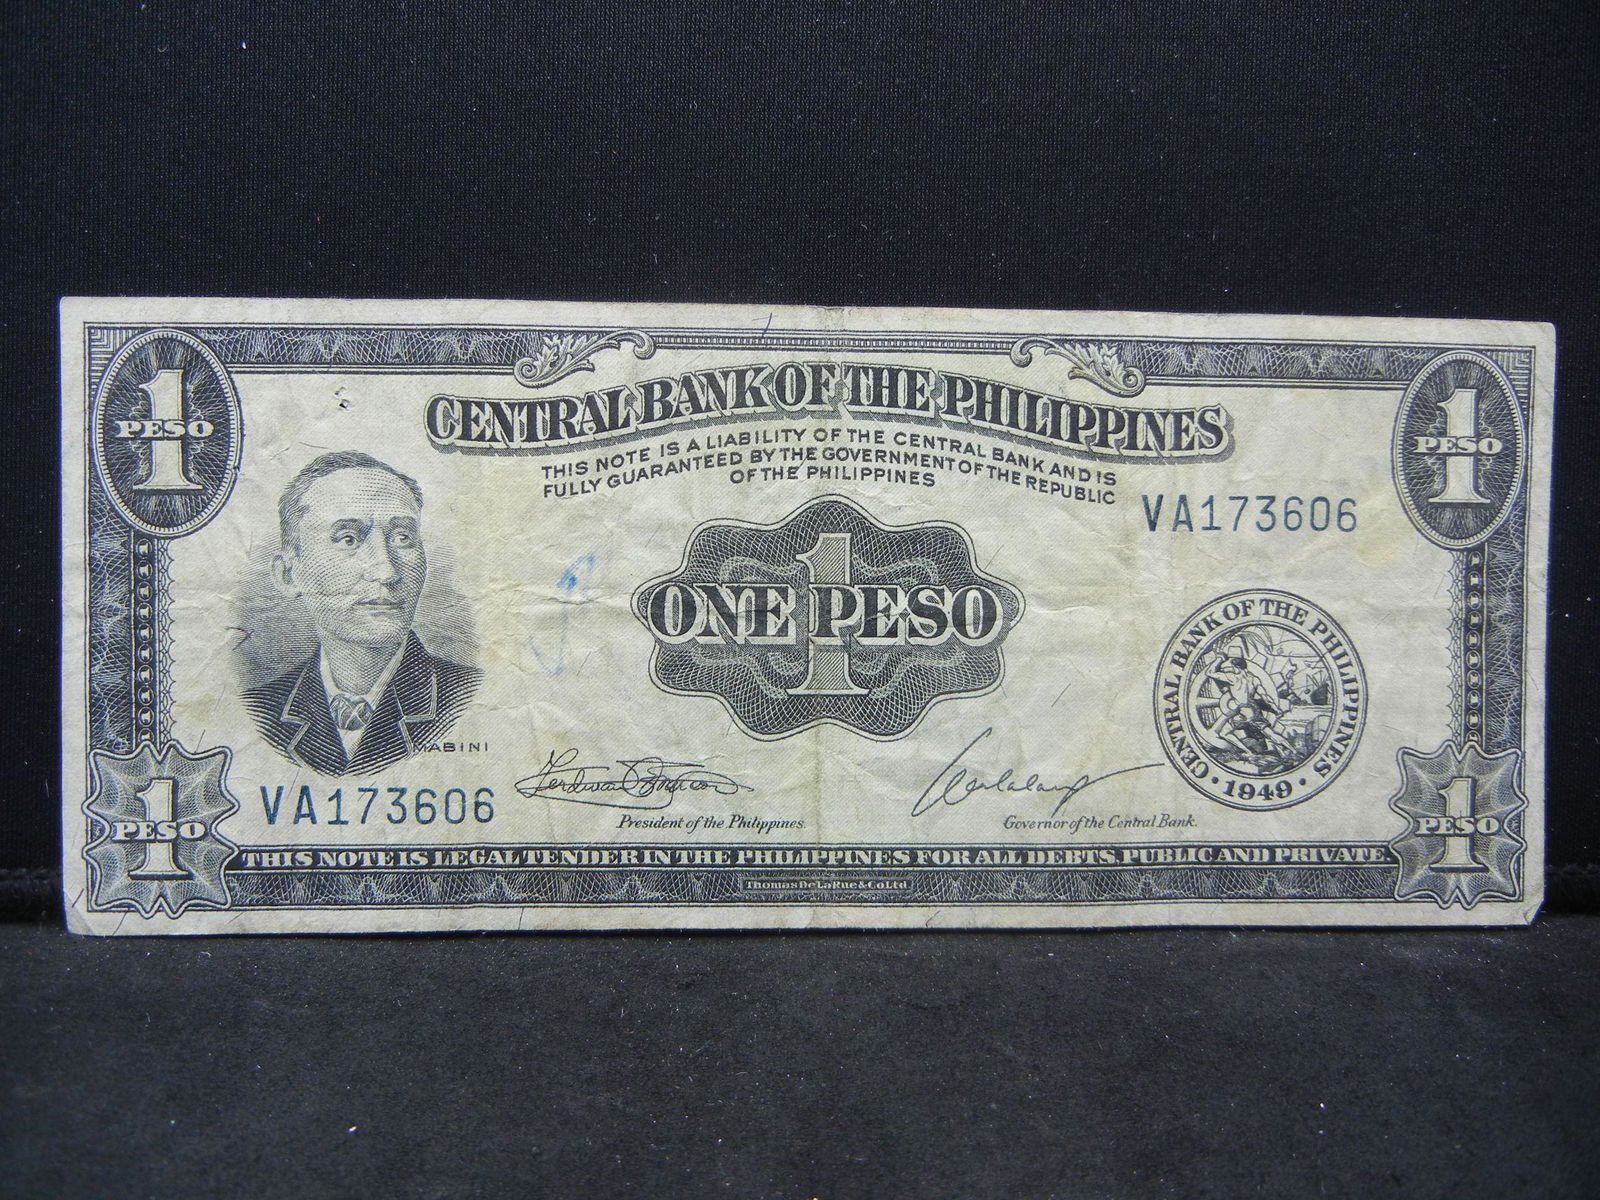 1
PESO
CENTRAL BANK OF THE PHILIPPINES
THIS NOTE IS A LIABILITY OF THE CENTRAL BANK AND IS
FULLY GUARANTEED BY THE GOVERNMENT OF THE REPUBLIC
OF THE PHILIPPINES
1
PESO
VA173606
1
ONE PESO
MABINI
VA173606
President of the Philippines.
Governor of the Central Bank.
CENTRAL BANK OF THE PHILIPPINES
· 1949 ·
1
PESO
THIS NOTE IS LEGAL TENDER IN THE PHILIPPINES FOR ALL DEBTS, PUBLIC AND PRIVATE.
Thomas De La Rue & Co Ltd
1
PESO